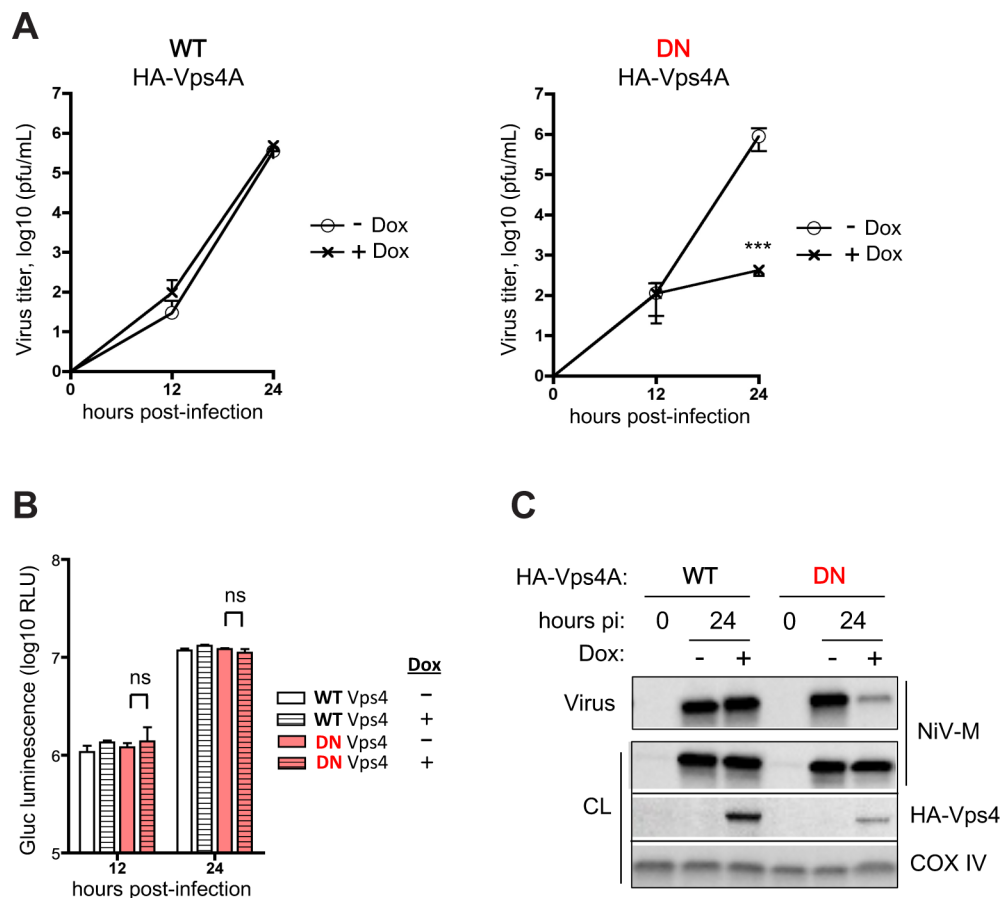 A
WT
HA-Vps4A
Virus titer, log10 (pfu/mL)
7
6
5
4
3
2
1
0
0 12 24
hours post-infection
- Dox
+ Dox
DN
HA-Vps4A
Virus titer, log10 (pfu/mL)
7
6
5
4
3
2
1
0
0 12 24
hours post-infection
***
- Dox
+ Dox
B
Gluc luminescence (log10 RLU)
8
7
6
5
ns
ns
12 24
hours post-infection
Dox
WT Vps4 −
WT Vps4 +
DN Vps4 −
DN Vps4 +
C
HA-Vps4A: WT DN
hours pi: 0 24 0 24
Dox: - + - +
Virus
NiV-M
CL
HA-Vps4
COX IV